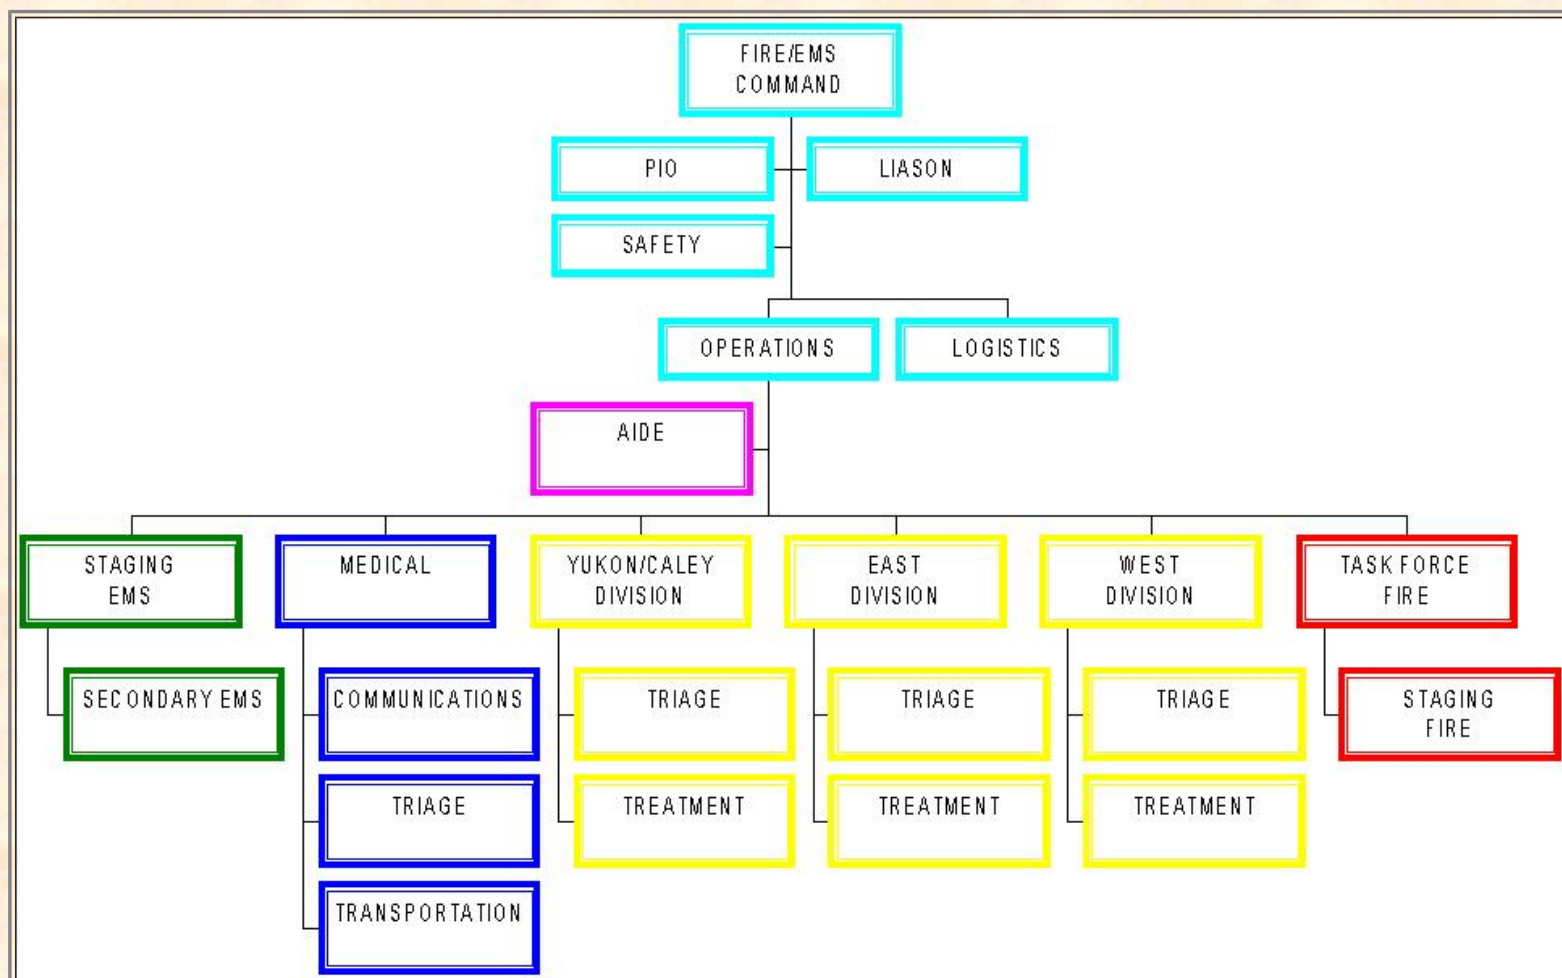 FIRE/EMS
COMMAND
PIO
LIASON
SAFETY
OPERATIONS
LOGISTICS
AIDE
STAGING
EMS
MEDICAL
YUKON/CALEY
DIVISION
EAST
DIVISION
WEST
DIVISION
TASK FORCE
FIRE
SECONDARY EMS
COMMUNICATIONS
TRIAGE
TRIAGE
TRIAGE
STAGING
FIRE
TRIAGE
TREATMENT
TREATMENT
TREATMENT
TRANSPORTATION